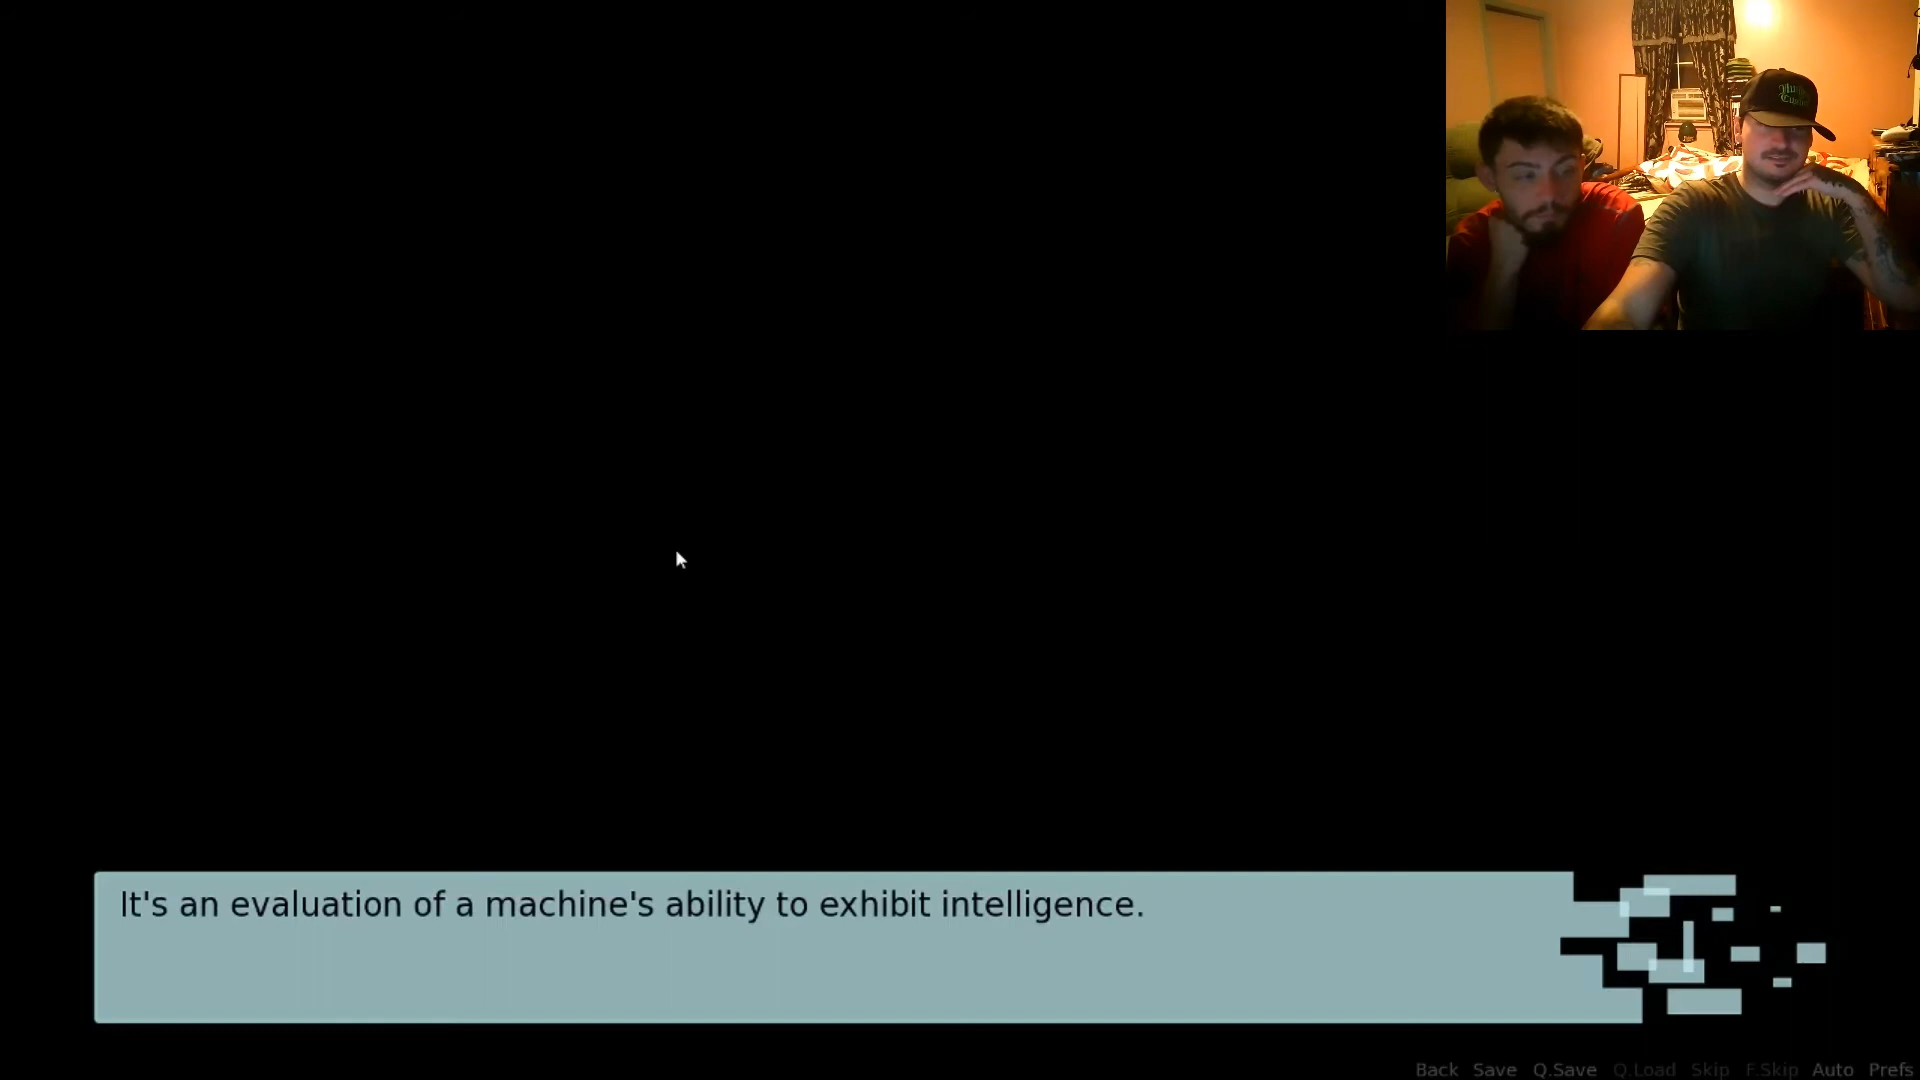 It's an evaluation of a machine's ability to exhibit intelligence.
Back Save Q.Save Q.Load Skip F.Skip Auto Prefs